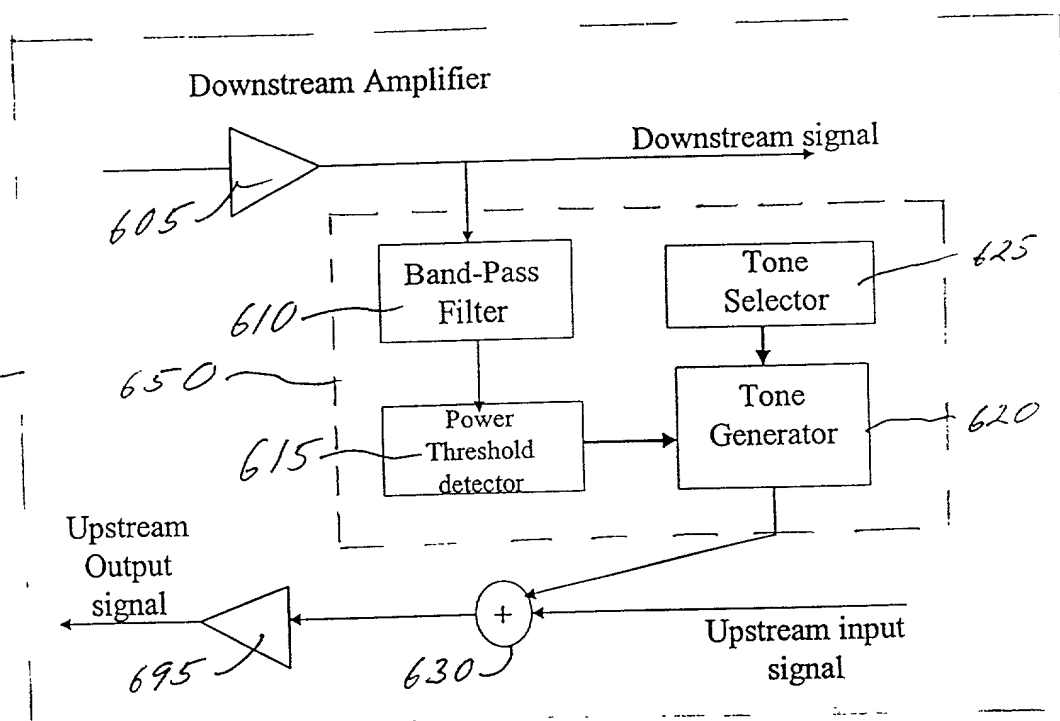 Downstream Amplifier
Downstream signal
605
Band-Pass
Filter
610
Tone
Selector
625
650
Power
Threshold
detector
615
Tone
Generator
620
Upstream
Output
signal
+
Upstream input
signal
695
630